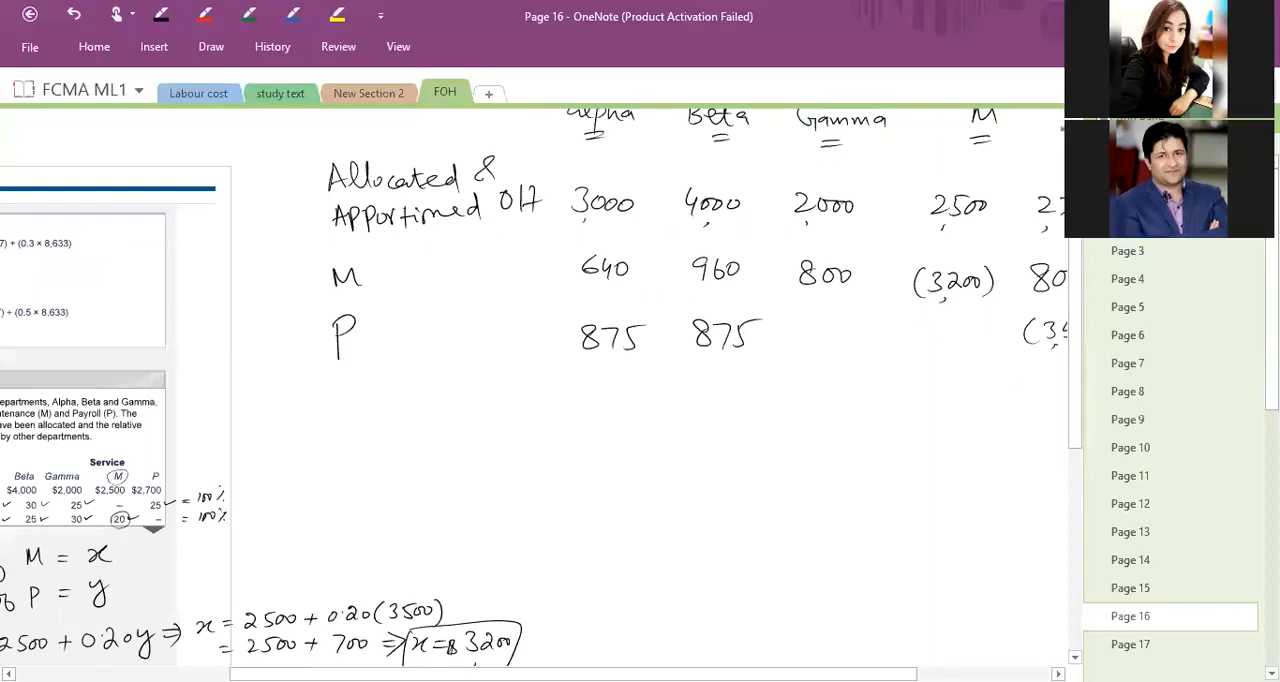 Page 16 - OneNote (Product Activation Failed)
File Home Insert Draw History Review View
FCMA ML1 Labour cost study text New Section 2 FOH +
Alpha Beta Gamma M
Allocated &
Apportioned O/H 3000 4000 2000 2500
M 640 960 800 (3,200)
P 875 875
7) + (0.3 × 8,633)
) + (0.5 × 8,633)
epartments, Alpha, Beta and Gamma,
tenance (M) and Payroll (P). The
ave been allocated and the relative
by other departments.
Service
Beta Gamma M P
$4,000 $2,000 $2,500 $2,700
30 25 – 25 = 100%
25 30 20 – = 100%
M = x
P = y
2500 + 0.20y ⇒ x = 2500 + 0.20(3500)
= 2500 + 700 ⇒ x = $3200
Page 3
Page 4
Page 5
Page 6
Page 7
Page 8
Page 9
Page 10
Page 11
Page 12
Page 13
Page 14
Page 15
Page 16
Page 17